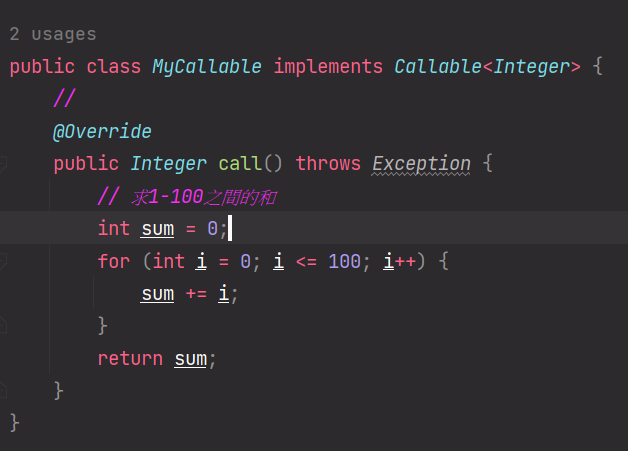 2 usages
public class MyCallable implements Callable<Integer> {
    //
    @Override
    public Integer call() throws Exception {
        // 求1-100之間的和
        int sum = 0;
        for (int i = 0; i <= 100; i++) {
            sum += i;
        }
        return sum;
    }
}